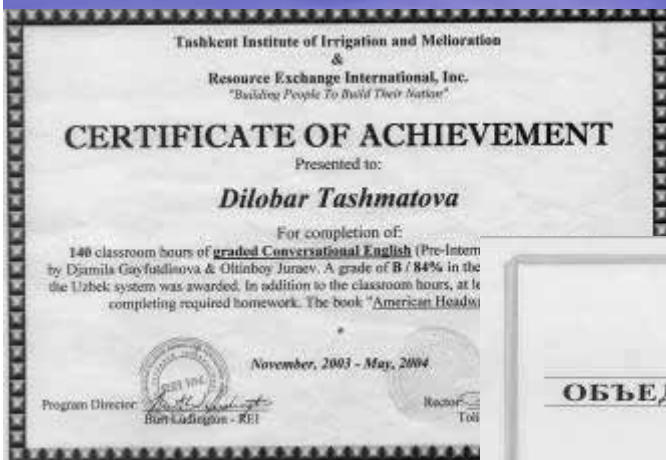 Tashkent Institute of Irrigation and Melioration
&
Resource Exchange International, Inc.
"Building People To Build Their Nation"
CERTIFICATE OF ACHIEVEMENT
Presented to:
Dilobar Tashmatova
For completion of:
140 classroom hours of graded Conversational English (Pre-Interm
by Djamila Gayfutdinova & Oltinboy Juraev. A grade of B / 84% in the
the Uzbek system was awarded. In addition to the classroom hours, at le
completing required homework. The book "American Headw
November, 2003 - May, 2004
Program Director
Rector
Burt Ludington - REI
Toli
ОБЪЕД